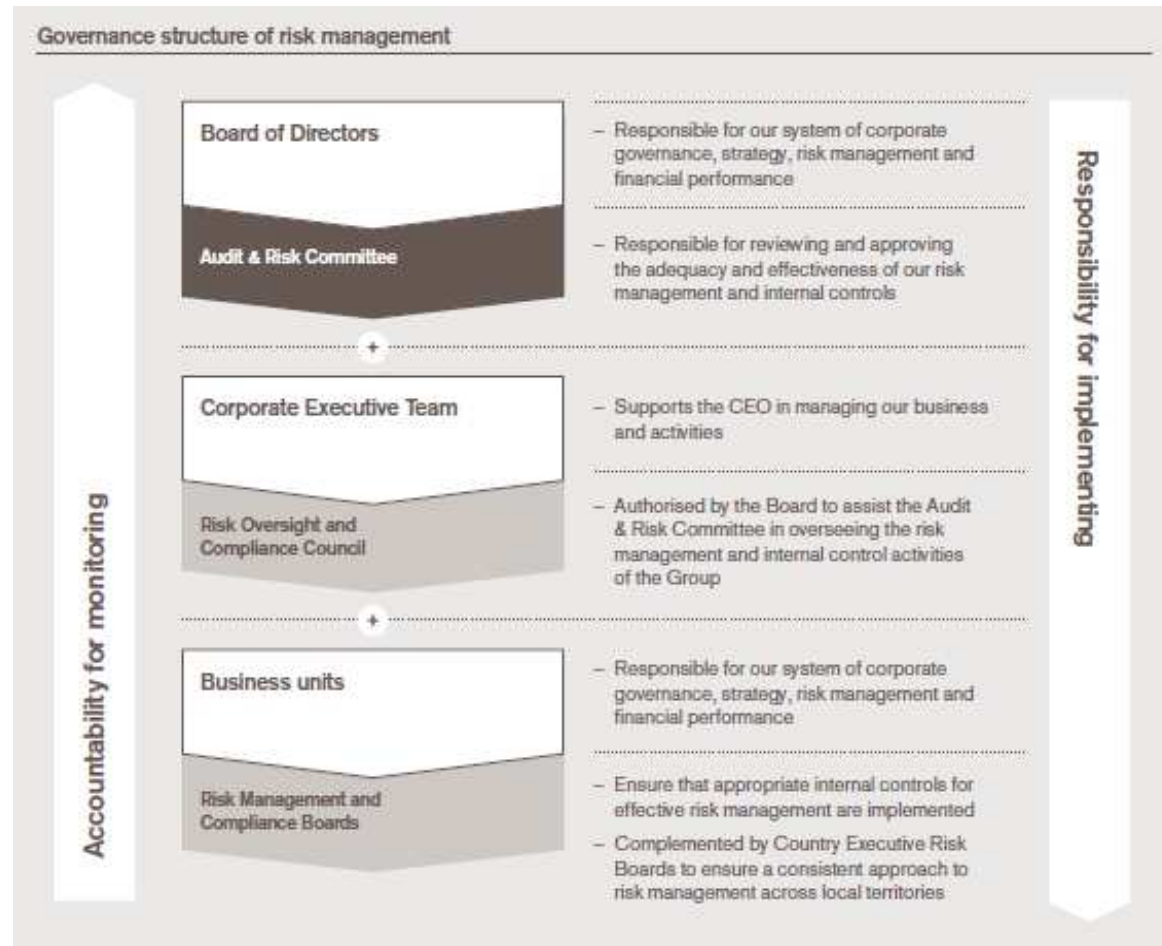 Governance structure of risk management
Accountability for monitoring
Board of Directors
– Responsible for our system of corporate
governance, strategy, risk management and
financial performance
Audit & Risk Committee
– Responsible for reviewing and approving
the adequacy and effectiveness of our risk
management and internal controls
+
Corporate Executive Team
– Supports the CEO in managing our business
and activities
Risk Oversight and
Compliance Council
– Authorised by the Board to assist the Audit
& Risk Committee in overseeing the risk
management and internal control activities
of the Group
+
Business units
– Responsible for our system of corporate
governance, strategy, risk management and
financial performance
Risk Management and
Compliance Boards
– Ensure that appropriate internal controls for
effective risk management are implemented
– Complemented by Country Executive Risk
Boards to ensure a consistent approach to
risk management across local territories
Responsibility for implementing